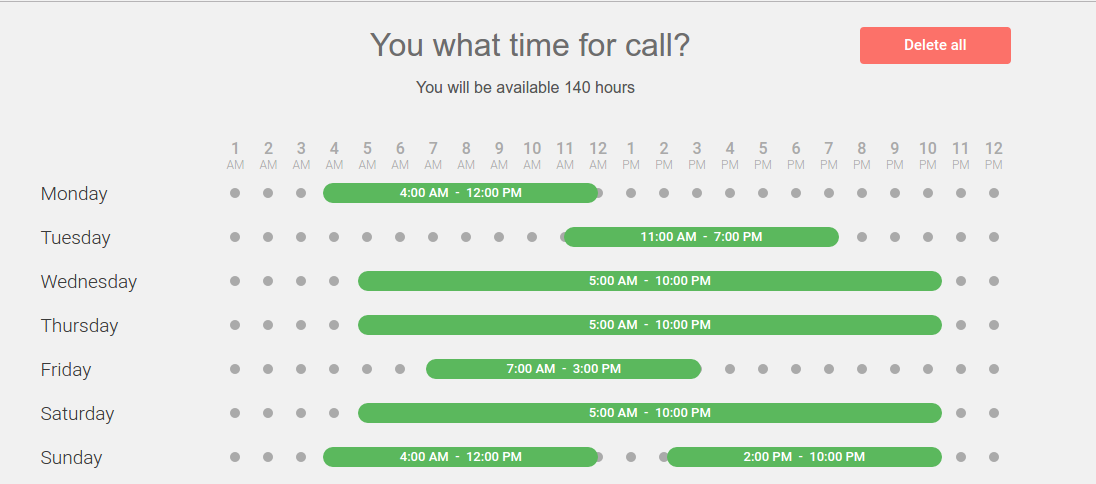 You what time for call?
Delete all
You will be available 140 hours
1 2 3 4 5 6 7 8 9 10 11 12 1 2 3 4 5 6 7 8 9 10 11 12
AM AM AM AM AM AM AM AM AM AM AM AM PM PM PM PM PM PM PM PM PM PM PM PM
Monday 4:00 AM - 12:00 PM
Tuesday 11:00 AM - 7:00 PM
Wednesday 5:00 AM - 10:00 PM
Thursday 5:00 AM - 10:00 PM
Friday 7:00 AM - 3:00 PM
Saturday 5:00 AM - 10:00 PM
Sunday 4:00 AM - 12:00 PM 2:00 PM - 10:00 PM